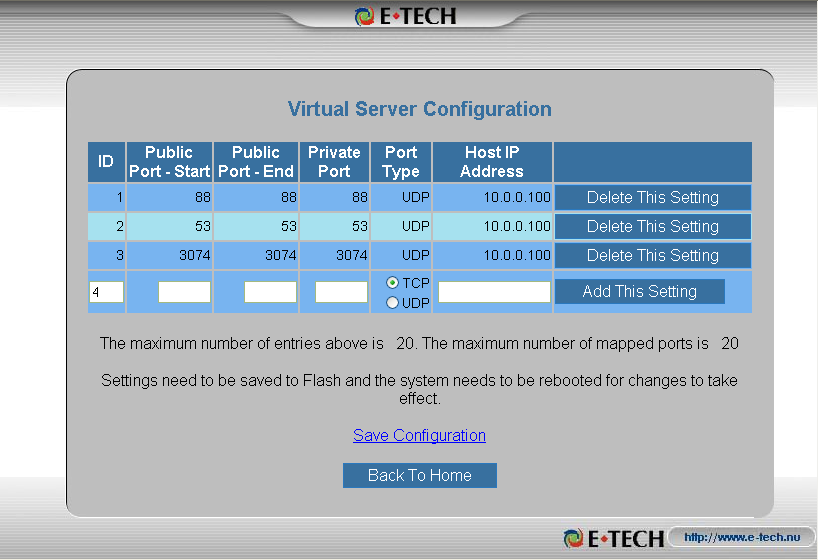 E·TECH
Virtual Server Configuration
ID Public Port - Start Public Port - End Private Port Port Type Host IP Address
1 88 88 88 UDP 10.0.0.100 Delete This Setting
2 53 53 53 UDP 10.0.0.100 Delete This Setting
3 3074 3074 3074 UDP 10.0.0.100 Delete This Setting
4 TCP UDP Add This Setting
The maximum number of entries above is 20. The maximum number of mapped ports is 20
Settings need to be saved to Flash and the system needs to be rebooted for changes to take
effect.
Save Configuration
Back To Home
E·TECH http://www.e-tech.nu